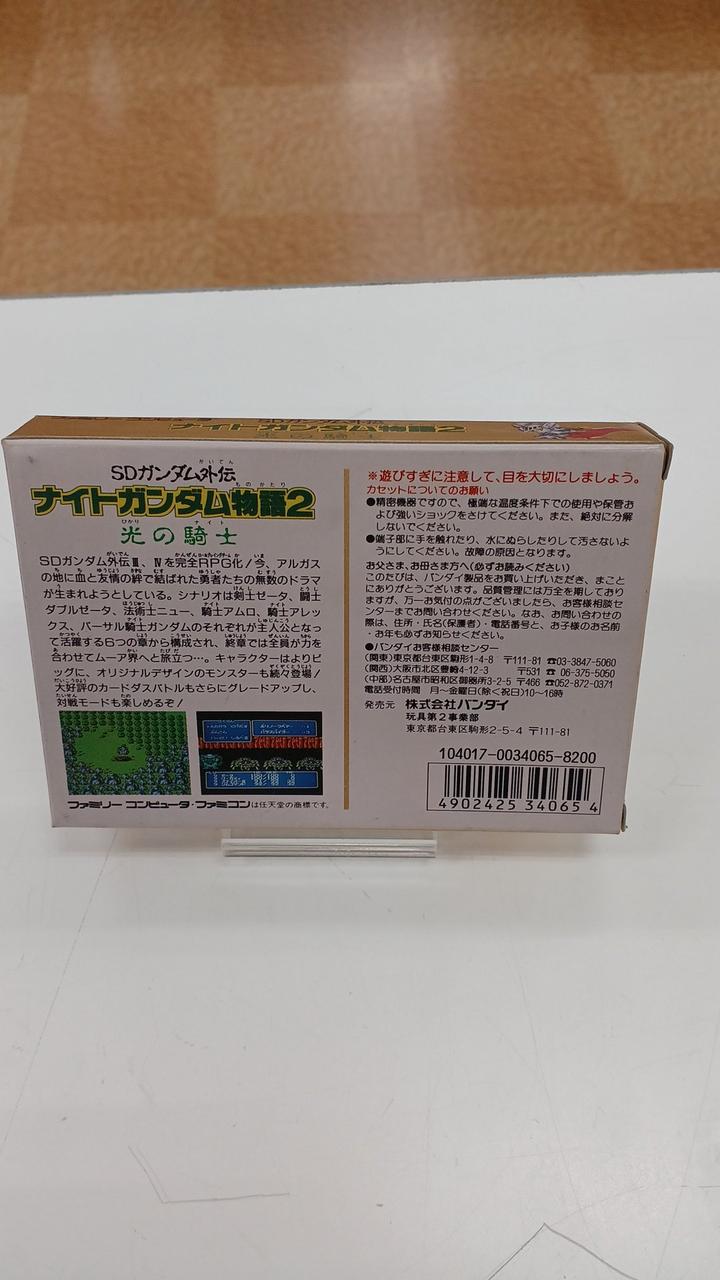 ナイトガンダム物語2
光の騎士
SDガンダム外伝
ナイトガンダム物語2
光の騎士
SDガンダム外伝Ⅲ、Ⅳを完全RPG化!今、アルガス
の地に血と友情の絆で結ばれた勇者たちの無数のドラマ
が生まれようとしている。シナリオは剣士ゼータ、闘士
ダブルゼータ、法術士ニュー、騎士アムロ、騎士アレッ
クス、バーサル騎士ガンダムのそれぞれが主人公となっ
て活躍する6つの章から構成され、終章では全員が力を
合わせてムーア界へと旅立つ…。キャラクターはよりビ
ッグに、オリジナルデザインのモンスターも続々登場!
大好評のカードダスバトルもさらにグレードアップし、
対戦モードも楽しめるぞ!
ファミリーコンピュータ・ファミコンは任天堂の商標です。
※遊びすぎに注意して、目を大切にしましょう。
カセットについてのお願い
●精密機器ですので、極端な温度条件下での使用や保管お
よび強いショックをさけてください。また、絶対に分解
しないでください。
●端子部に手を触れたり、水にぬらしたりして汚さないよ
うにしてください。故障の原因となります。
お父さま、お母さま方へ(必ずお読みください)
このたびは、バンダイ製品をお買い上げいただき、まこと
にありがとうございます。品質管理には万全を期しており
ますが、万一お気付の点がございましたら、お客様相談セ
ンターまでお問い合わせください。なお、お問い合わせの
際は、住所・氏名(保護者)・電話番号と、お子様のお名前
・お年も必ずお知らせください。
●バンダイお客様相談センター
(関東)東京都台東区駒形1-4-8 〒111-81 ☎03-3847-5060
(関西)大阪市北区豊崎4-12-3 〒531 ☎06-375-5050
(中部)名古屋市昭和区御器所3-2-5 〒466 ☎052-872-0371
電話受付時間 月〜金曜日(除く祝日)10〜16時
発売元 株式会社バンダイ
玩具第2事業部
東京都台東区駒形2-5-4 〒111-81
104017-0034065-8200
4902425340654